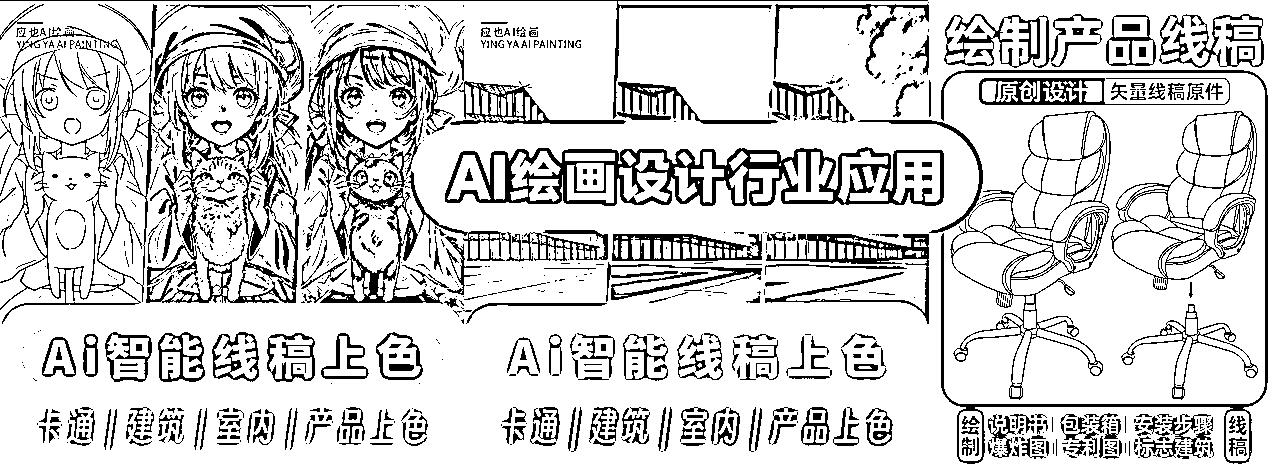 应也AI绘画
YINGYA AI PAINTING
应也AI绘画
YINGYA AI PAINTING
AI绘画设计行业应用
Ai智能线稿上色
卡通||建筑||室内||产品上色
Ai智能线稿上色
卡通||建筑||室内||产品上色
绘制产品线稿
原创设计 矢量线稿原件
绘制
说明书|包装箱|安装步骤
爆炸图|专利图|标志建筑
线稿